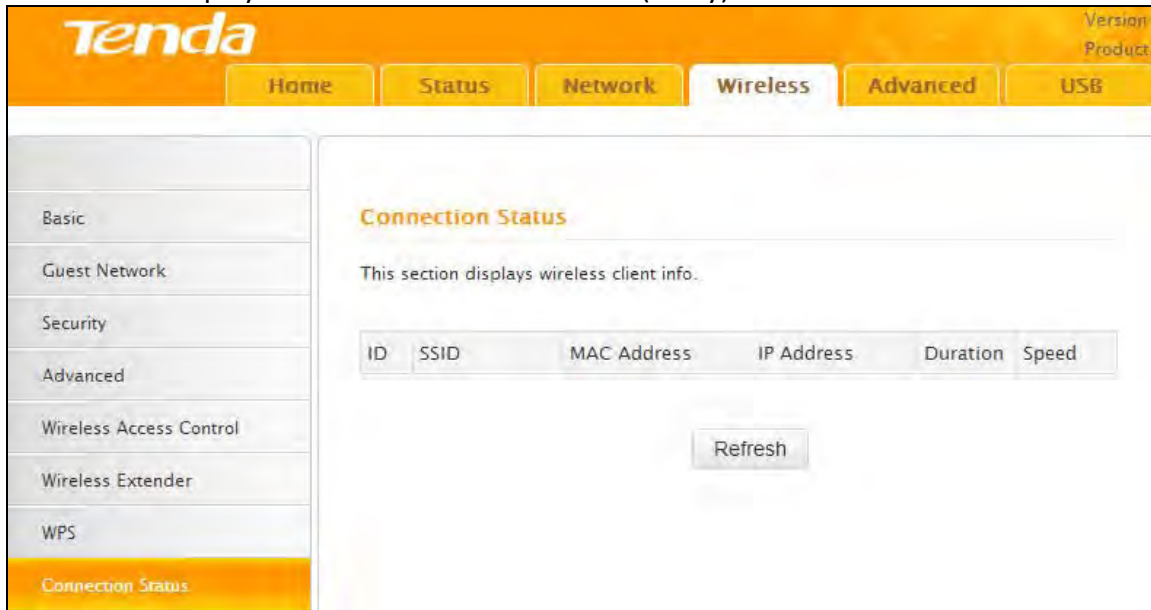 Tenda
Version
Product
Home Status Network Wireless Advanced USB
Basic
Guest Network
Security
Advanced
Wireless Access Control
Wireless Extender
WPS
Connection Status
Connection Status
This section displays wireless client info.
ID SSID MAC Address IP Address Duration Speed
Refresh